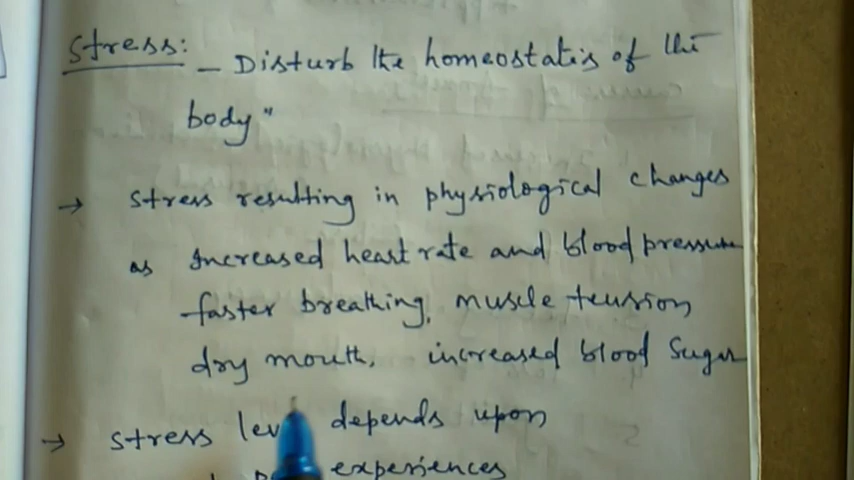 Stress: - Disturb the homeostatis of the
body"
→ stress resulting in physiological changes
as Increased heart rate and blood pressure
faster breathing, muscle tension
dry mouth, increased blood Sugar
→ stress depends upon
experiences